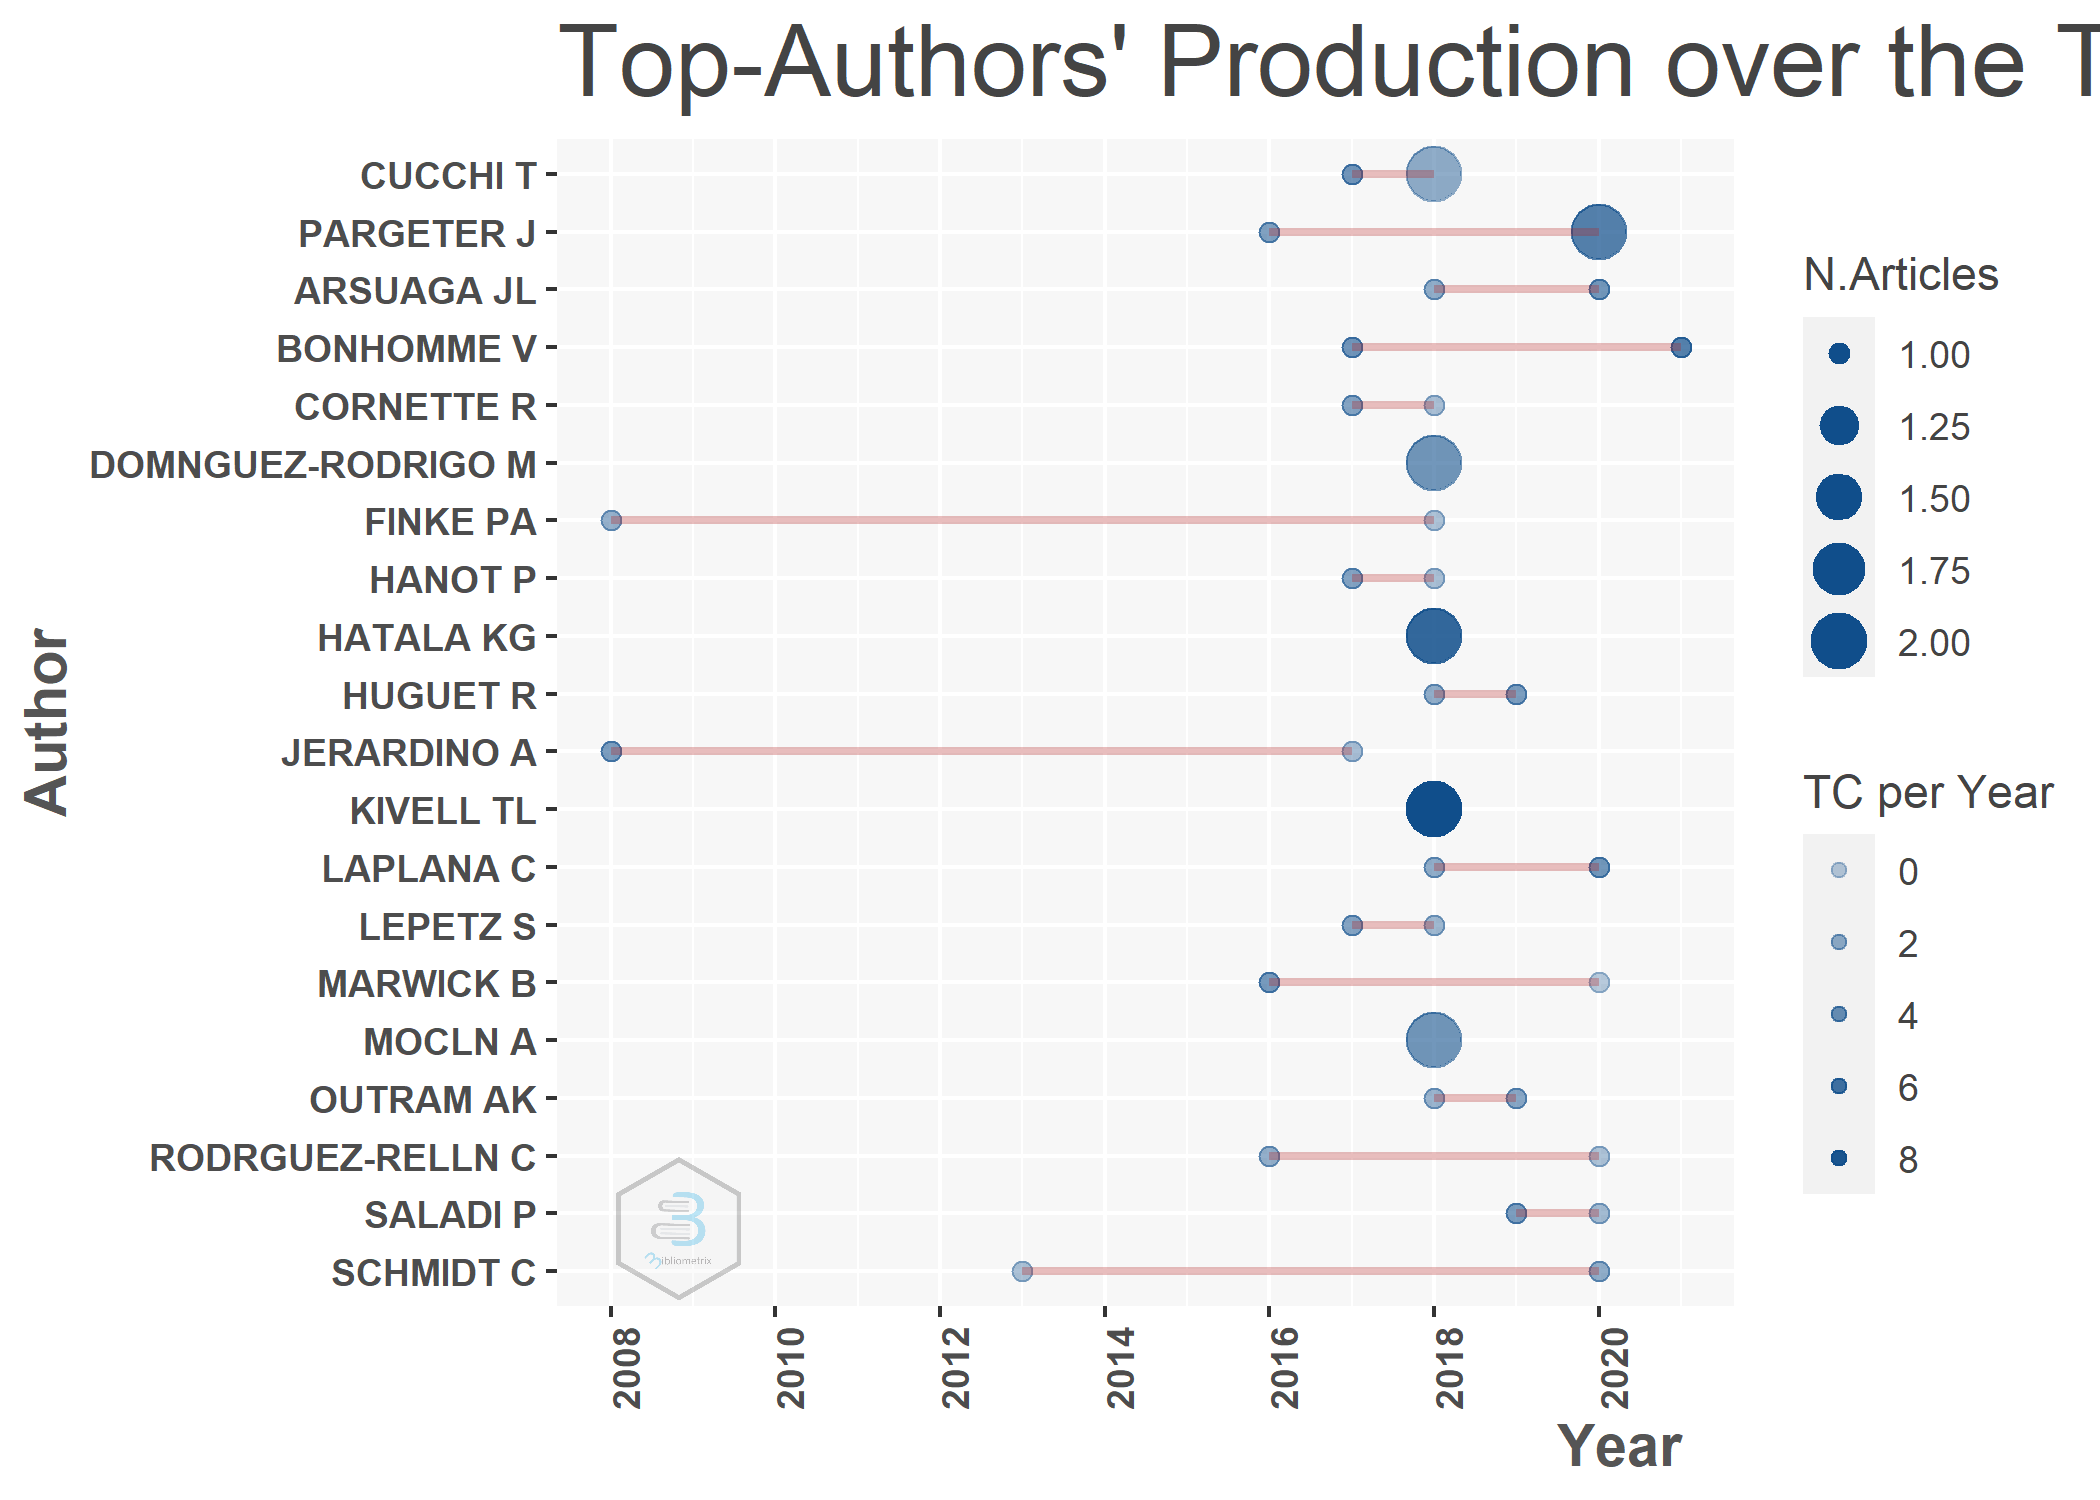 Top-Authors' Production over the T
CUCCHI T
PARGETER J
ARSUAGA JL
BONHOMME V
CORNETTE R
DOMNGUEZ-RODRIGO M
FINKE PA
HANOT P
HATALA KG
HUGUET R
JERARDINO A
KIVELL TL
LAPLANA C
LEPETZ S
MARWICK B
MOCLN A
OUTRAM AK
RODRGUEZ-RELLN C
SALADI P
SCHMIDT C
Author
2008
2010
2012
2014
2016
2018
2020
Year
N.Articles
1.00
1.25
1.50
1.75
2.00
TC per Year
0
2
4
6
8
Bibliometrix